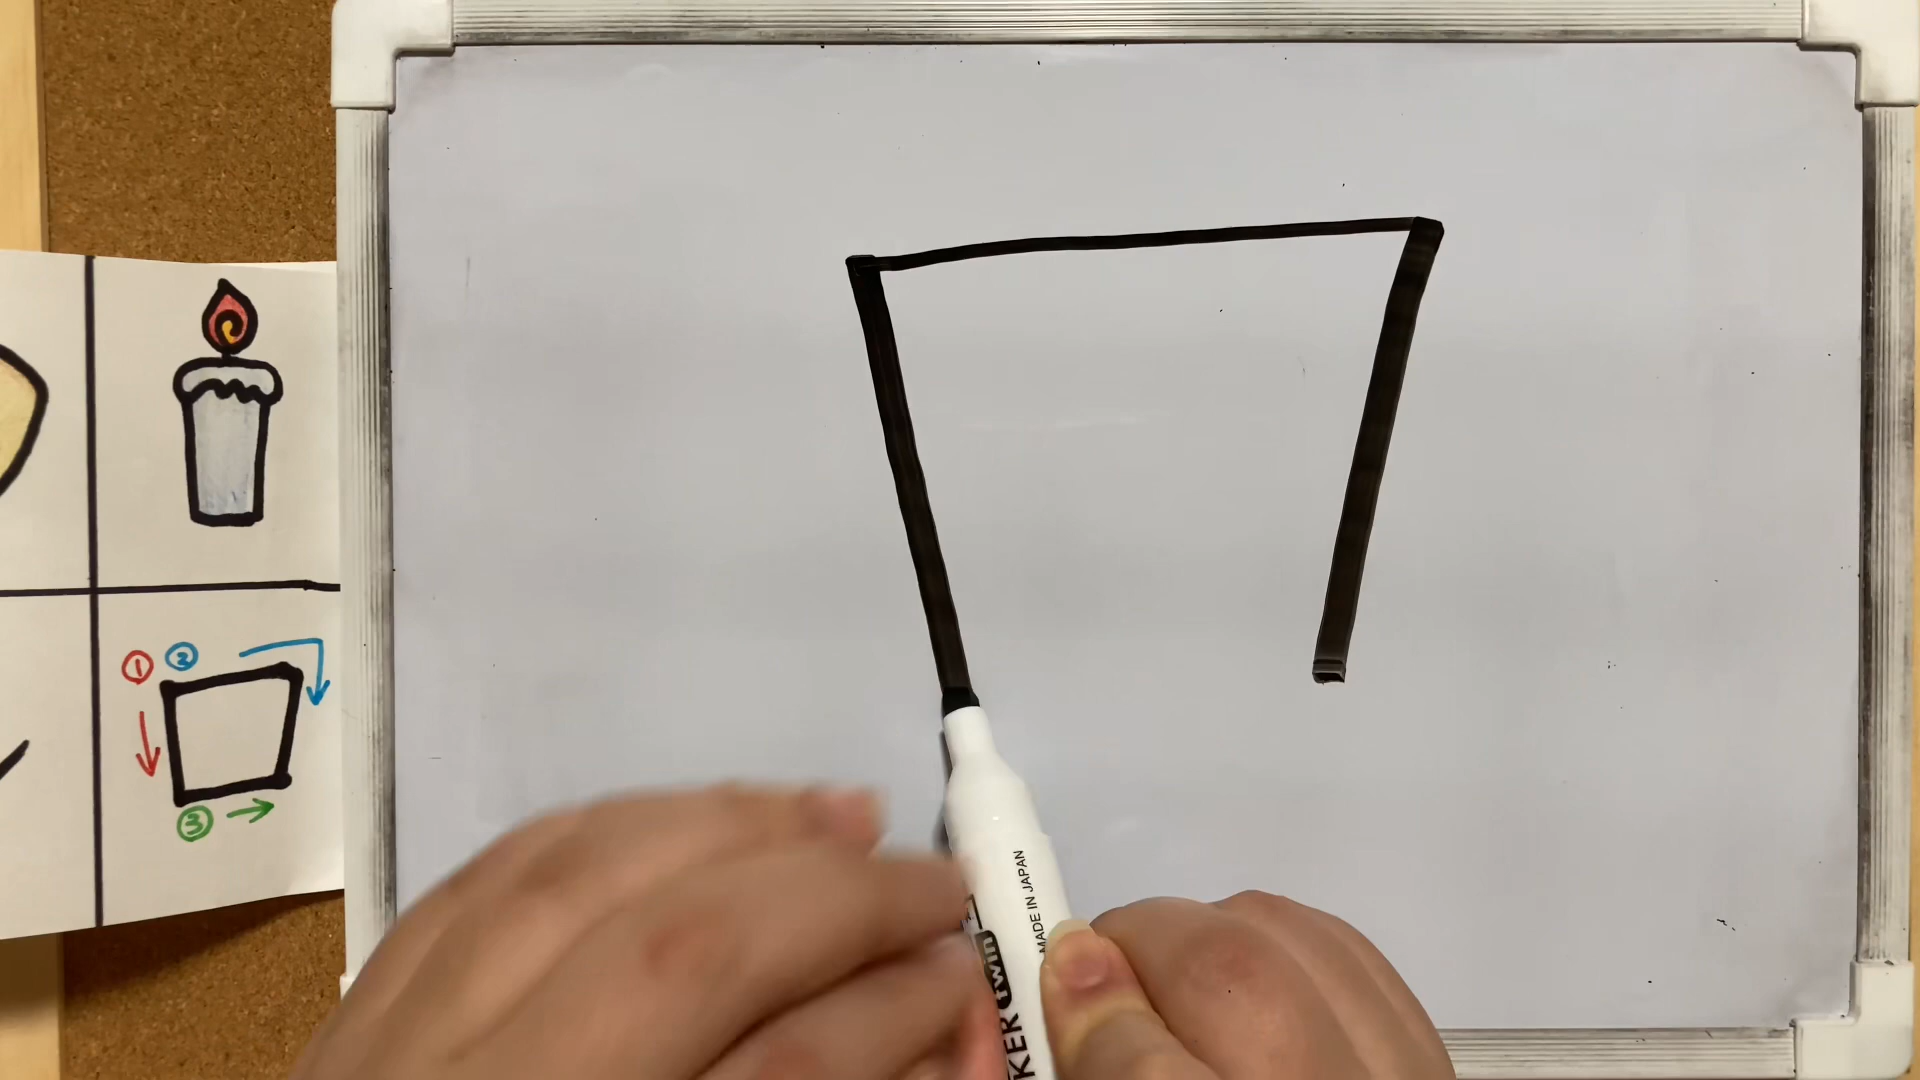 ① ②
③
MADE IN JAPAN
KER twin